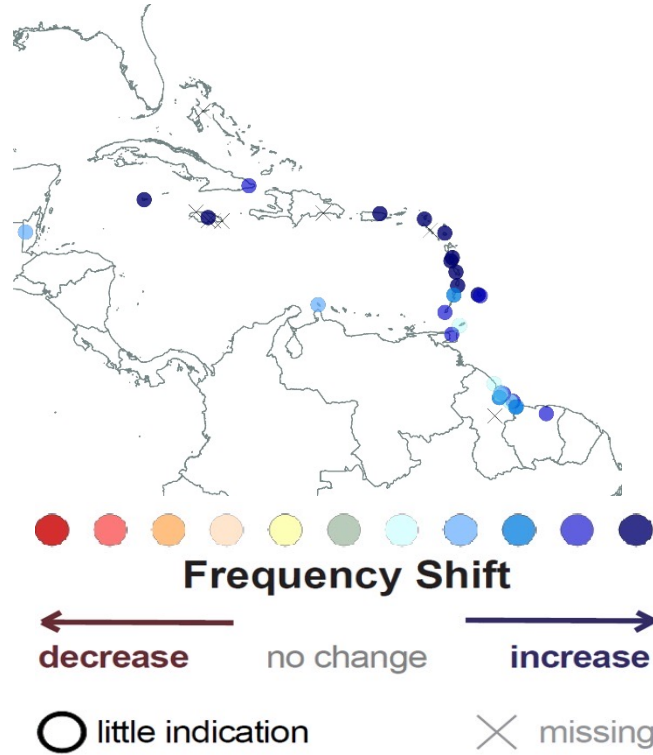 Frequency Shift
decrease no change increase
little indication missing